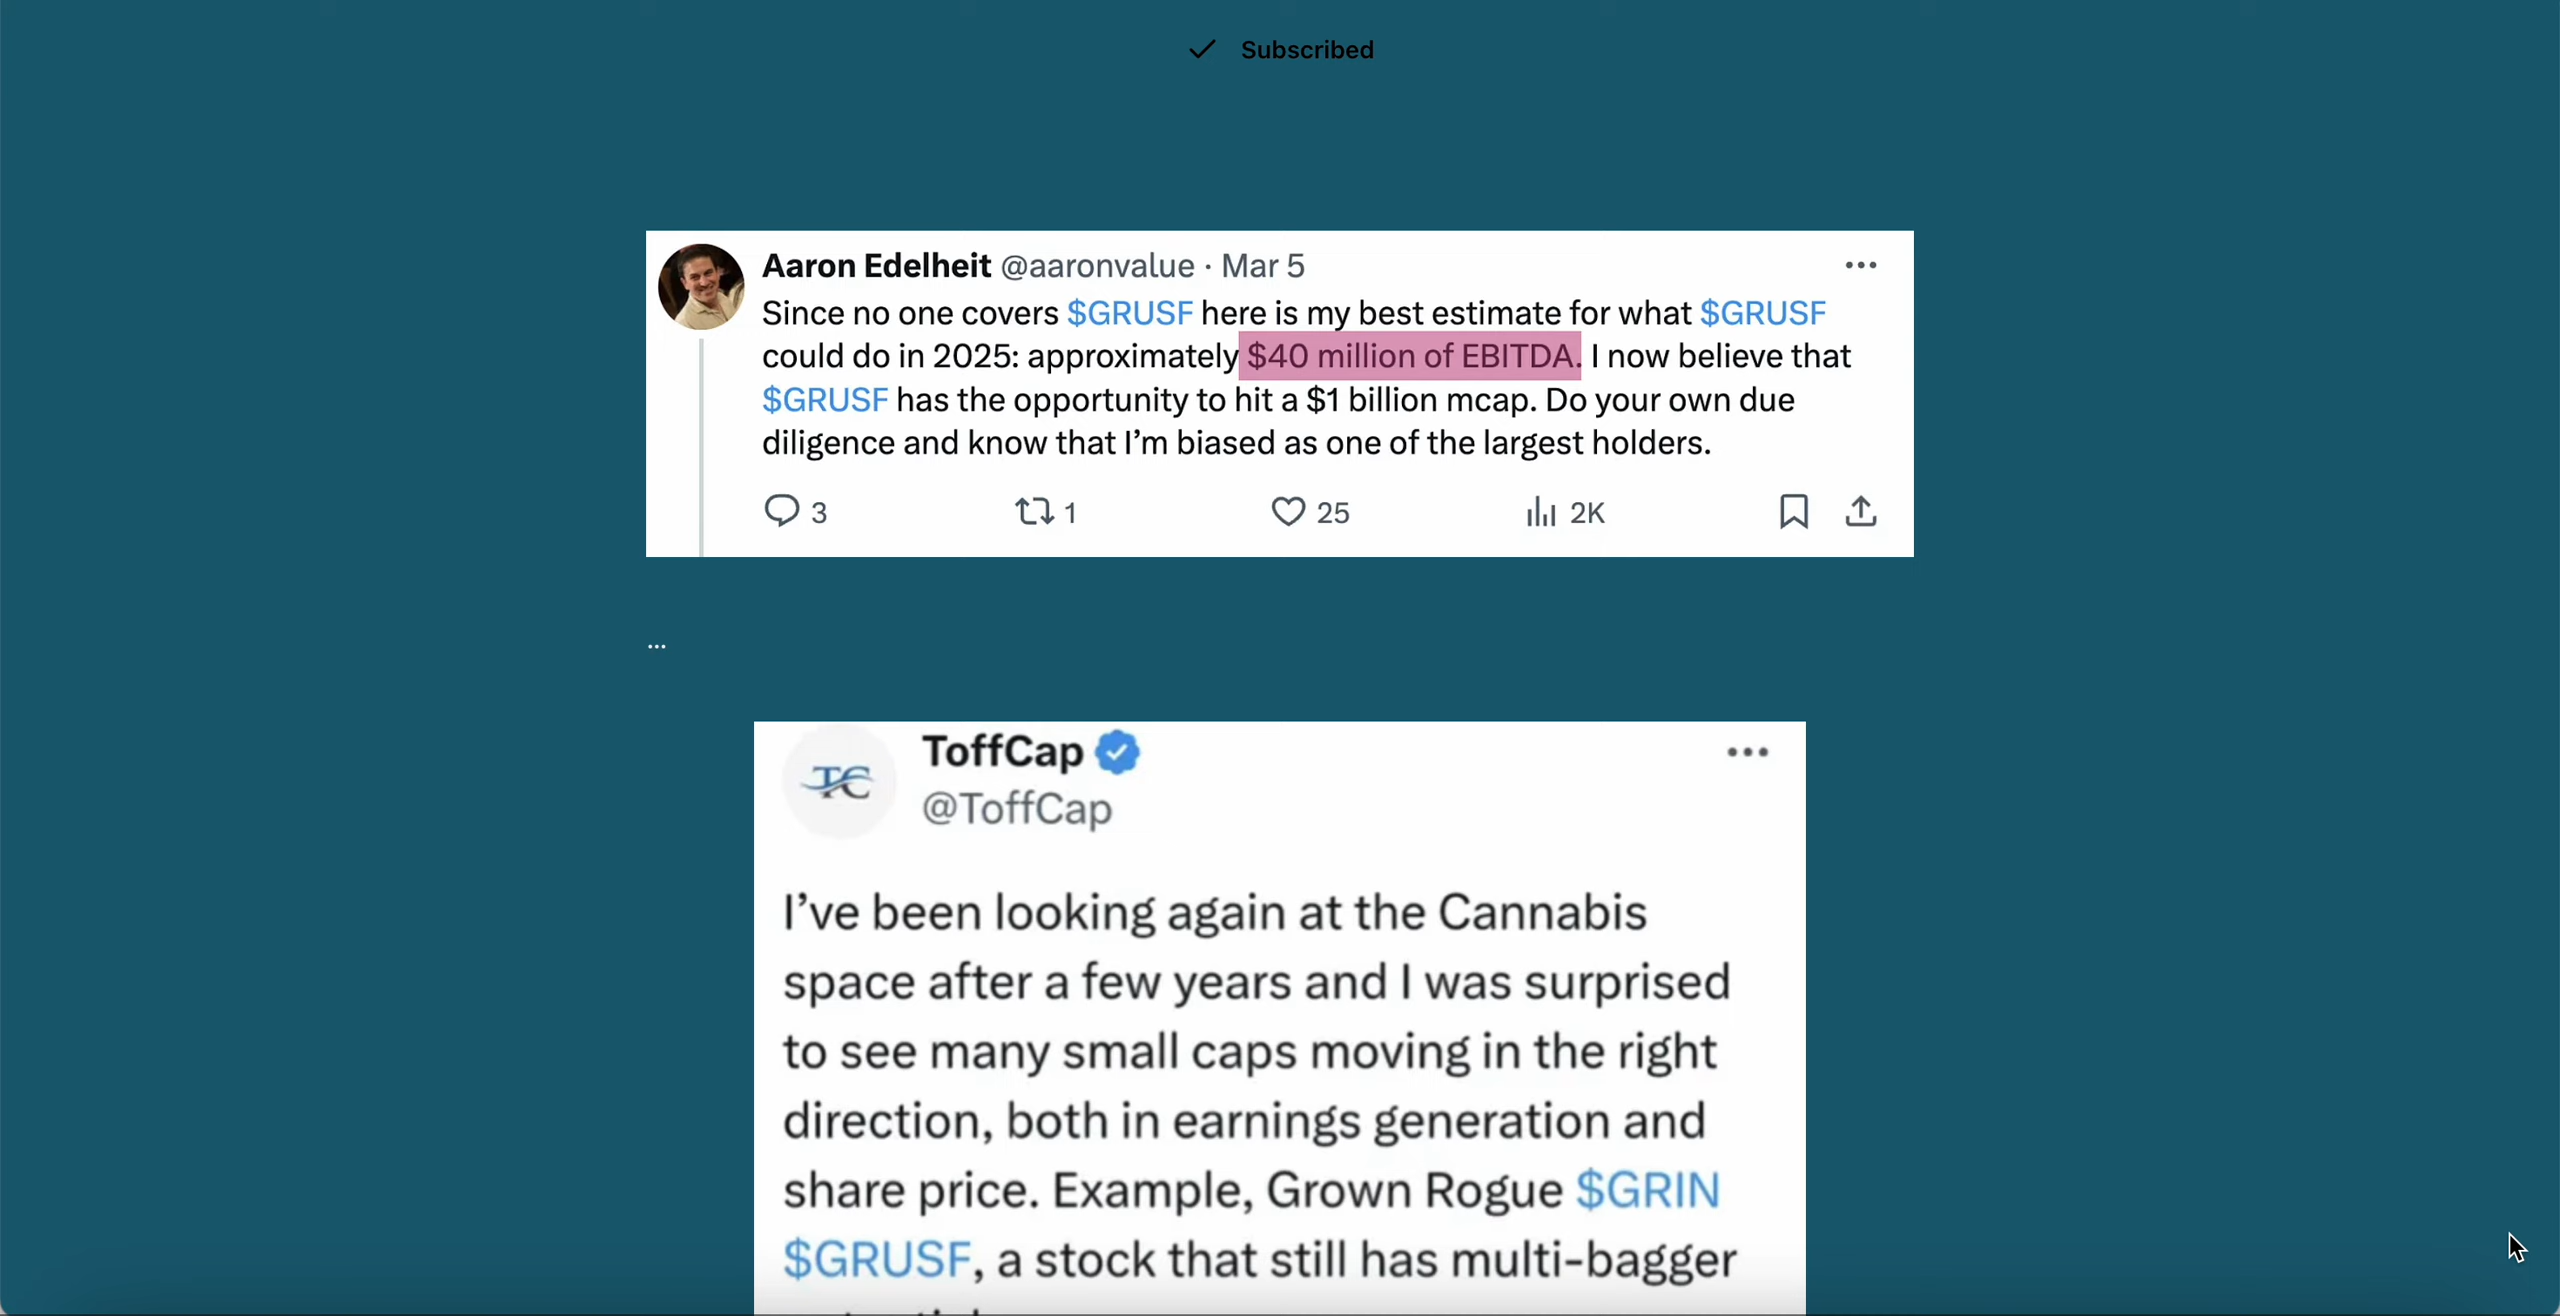 Subscribed
Aaron Edelheit @aaronvalue · Mar 5
Since no one covers $GRUSF here is my best estimate for what $GRUSF
could do in 2025: approximately $40 million of EBITDA. I now believe that
$GRUSF has the opportunity to hit a $1 billion mcap. Do your own due
diligence and know that I’m biased as one of the largest holders.
3 1 25 2K
...
TC
ToffCap
@ToffCap
I’ve been looking again at the Cannabis
space after a few years and I was surprised
to see many small caps moving in the right
direction, both in earnings generation and
share price. Example, Grown Rogue $GRIN
$GRUSF, a stock that still has multi-bagger